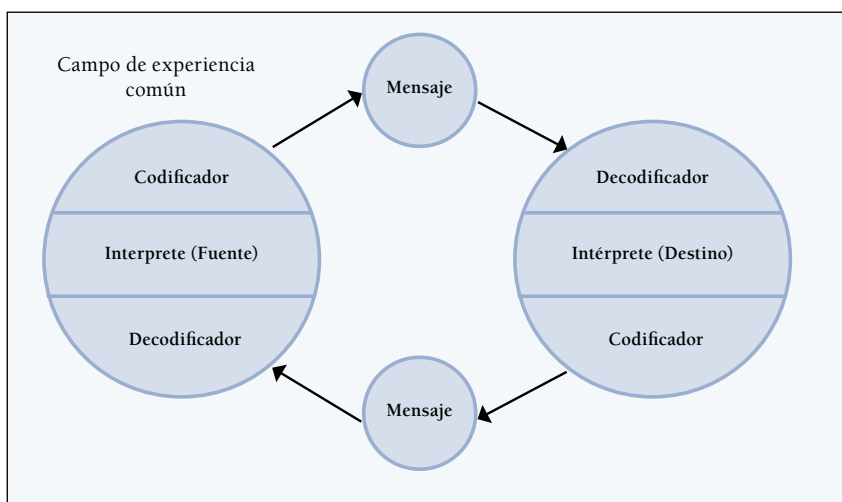 Campo de experiencia
común
Mensaje
Codificador
Interprete (Fuente)
Decodificador
Decodificador
Intérprete (Destino)
Codificador
Mensaje